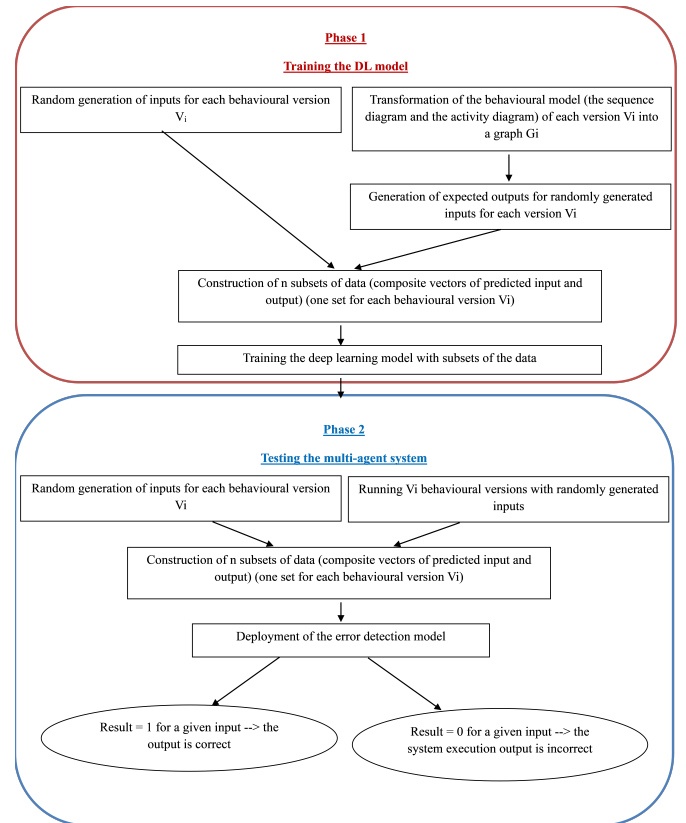 Phase 1
Training the DL model
Random generation of inputs for each behavioural version
Vᵢ
Transformation of the behavioural model (the sequence
diagram and the activity diagram) of each version Vi into
a graph Gi
Generation of expected outputs for randomly generated
inputs for each version Vi
Construction of n subsets of data (composite vectors of predicted input and
output) (one set for each behavioural version Vi)
Training the deep learning model with subsets of the data
Phase 2
Testing the multi-agent system
Random generation of inputs for each behavioural version
Vi
Running Vi behavioural versions with randomly generated
inputs
Construction of n subsets of data (composite vectors of predicted input and
output) (one set for each behavioural version Vi)
Deployment of the error detection model
Result = 1 for a given input --> the
output is correct
Result = 0 for a given input --> the
system execution output is incorrect